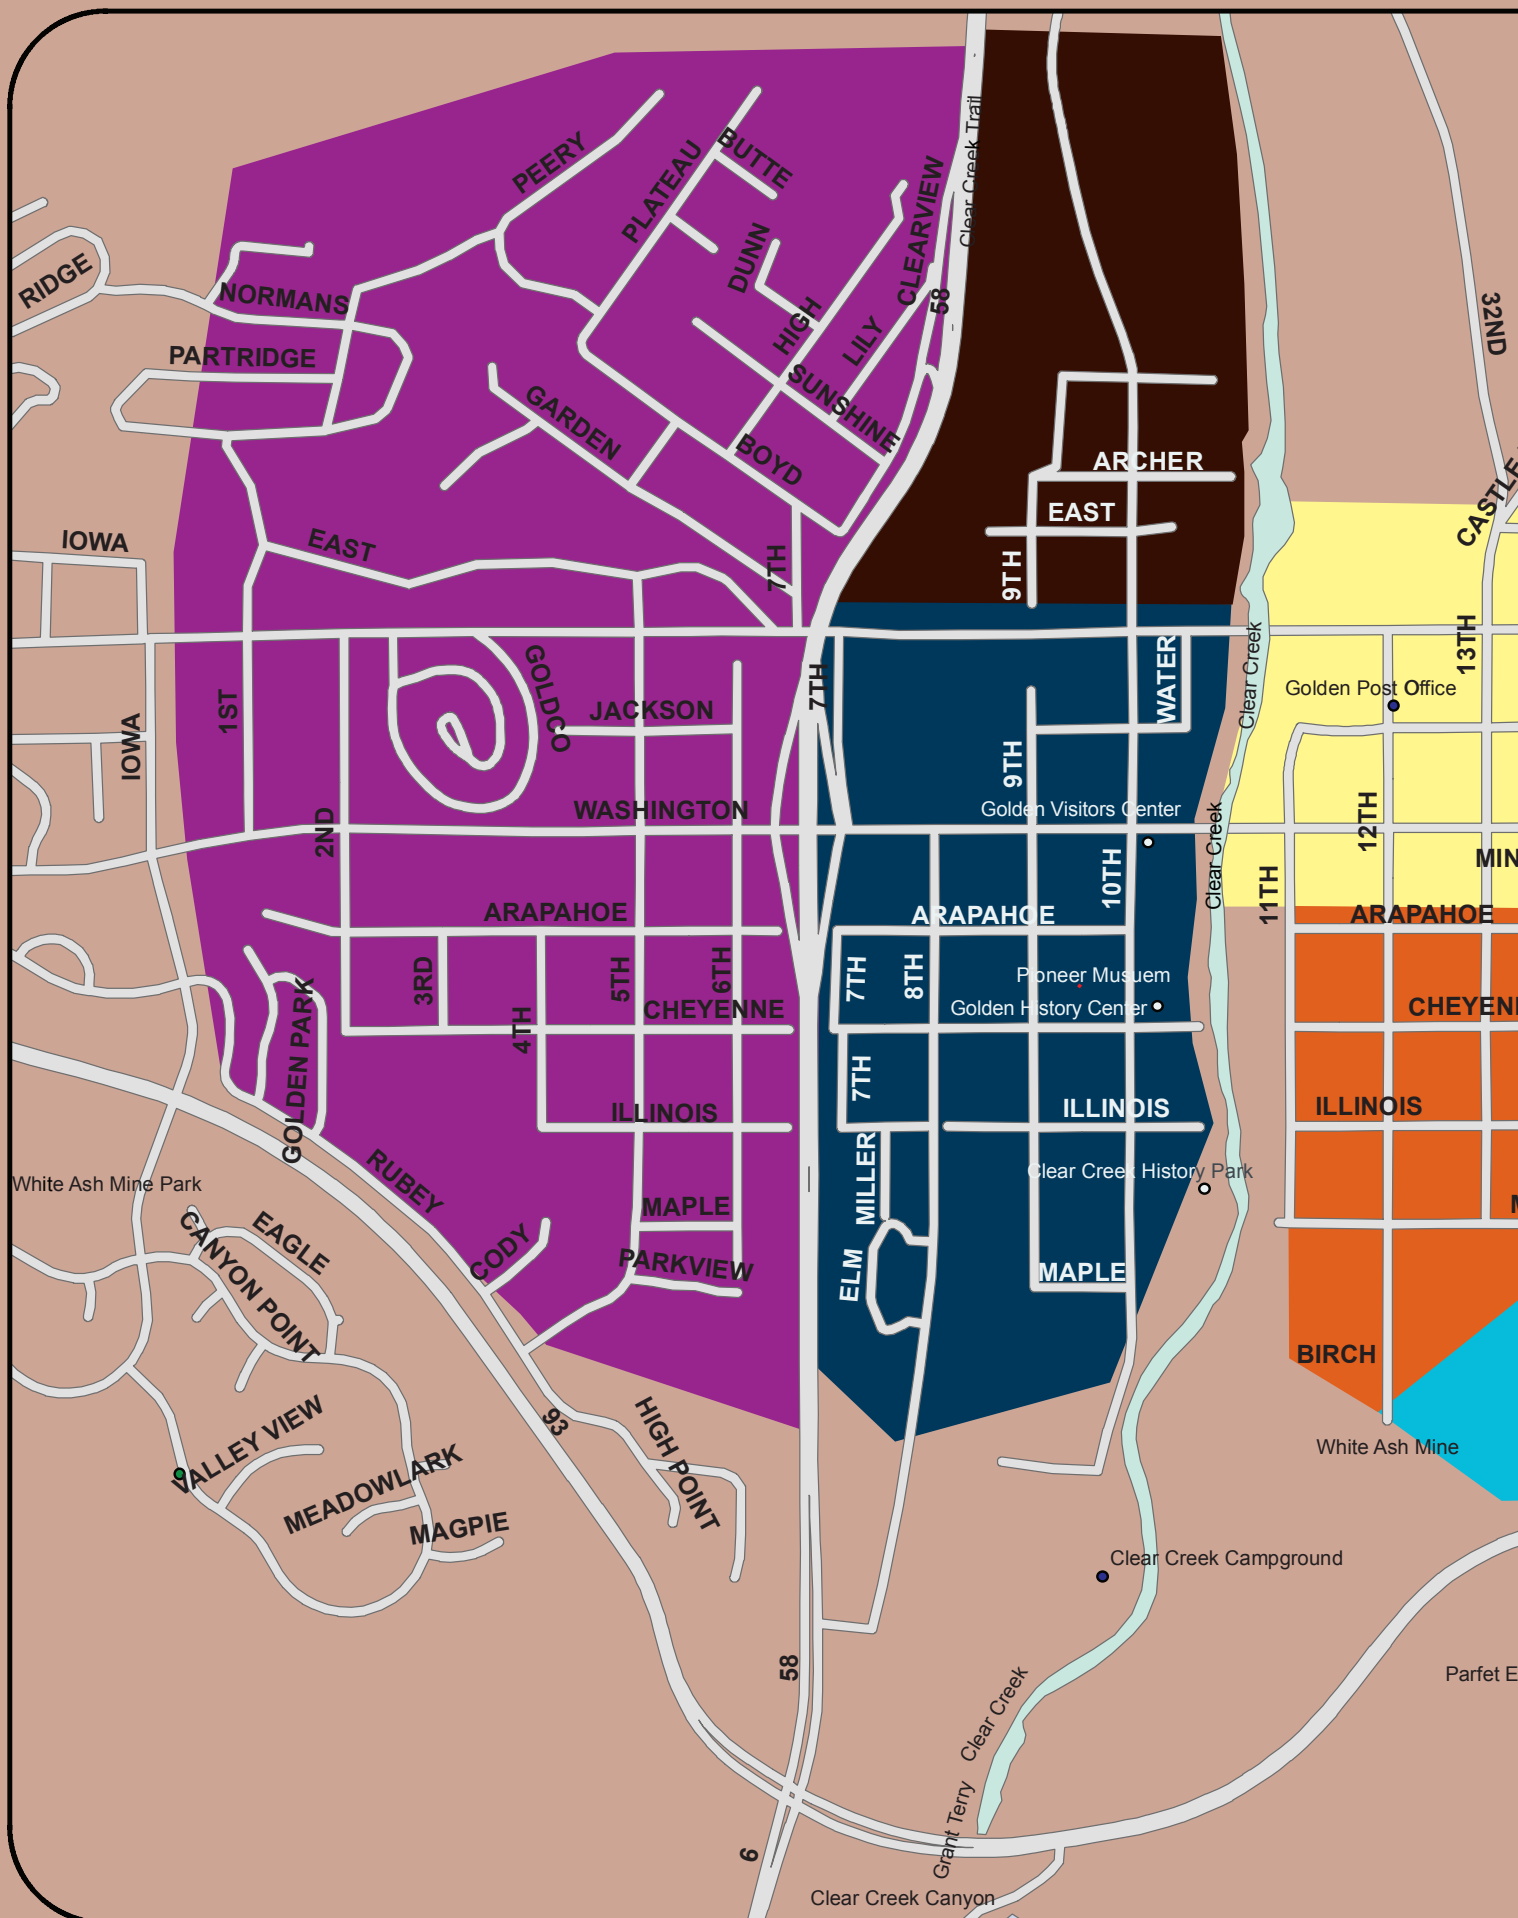 PEERY
PLATEAU
BUTTE
CLEARVIEW
Clear Creek Trail
RIDGE
NORMANS
DUNN
HIGH
58
32ND
PARTRIDGE
LILY
SUNSHINE
GARDEN
BOYD
ARCHER
EAST
IOWA
EAST
7TH
9TH
13TH
Clear Creek
1ST
GOLDCO
JACKSON
7TH
WATER
Golden Post Office
IOWA
9TH
WASHINGTON
Golden Visitors Center
2ND
12TH
Clear Creek
10TH
11TH
ARAPAHOE
ARAPAHOE
ARAPAHOE
3RD
5TH
6TH
7TH
8TH
Pioneer Musuem
GOLDEN PARK
4TH
CHEYENNE
Golden History Center
7TH
ILLINOIS
ILLINOIS
ILLINOIS
White Ash Mine Park
RUBEY
MILLER
Clear Creek History Park
MAPLE
CANYON POINT
EAGLE
CODY
PARKVIEW
ELM
MAPLE
BIRCH
VALLEY VIEW
93
HIGH POINT
White Ash Mine
MEADOWLARK
MAGPIE
Clear Creek Campground
58
Clear Creek
Grant Terry
6
Clear Creek Canyon